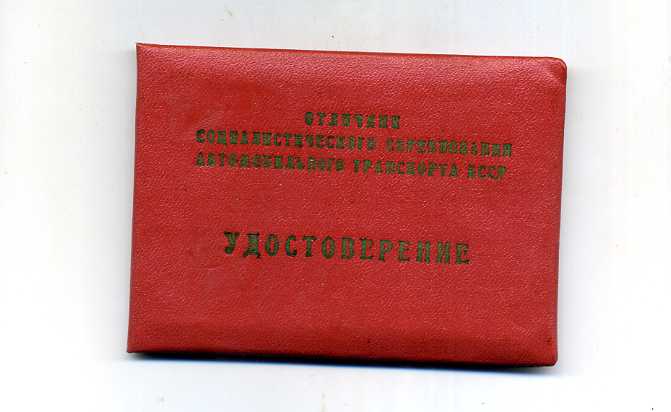 ОТЛИЧНИК
СОЦИАЛИСТИЧЕСКОГО СОРЕВНОВАНИЯ
АВТОМОБИЛЬНОГО ТРАНСПОРТА
УДОСТОВЕРЕНИЕ